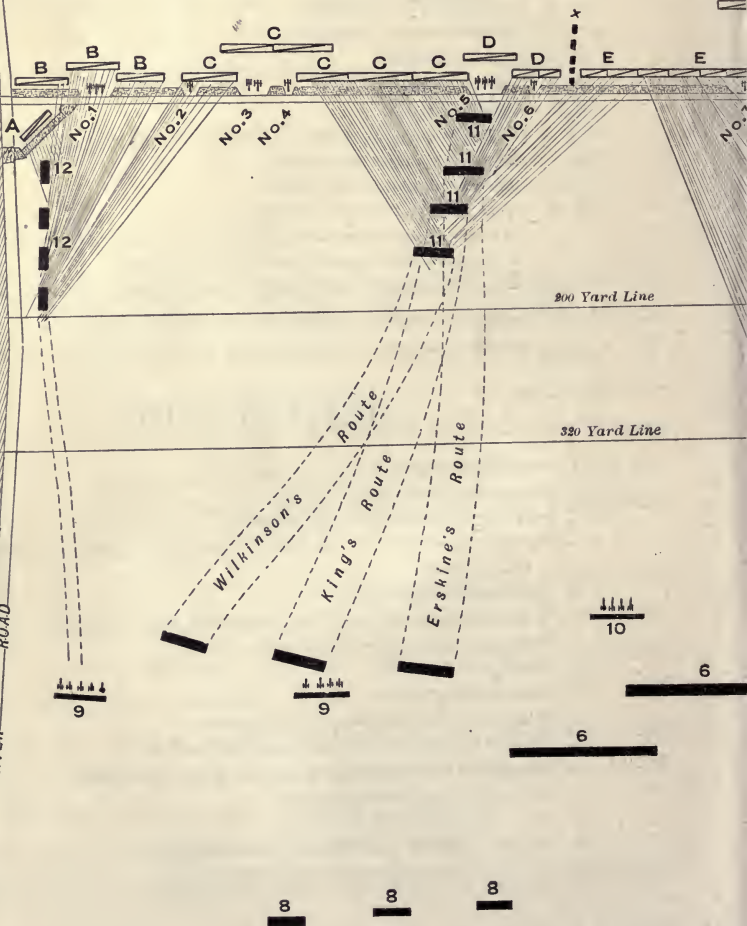 X
C
D
B
B
B
C
C
C
C
D
E
E
A
No.1
No.2
No.3
No.4
No.5
No.6
No.
11
12
11
11
12
11
200 Yard Line
320 Yard Line
Wilkinson's Route
King's Route
Erskine's Route
ROAD
10
9
9
6
6
8
8
8